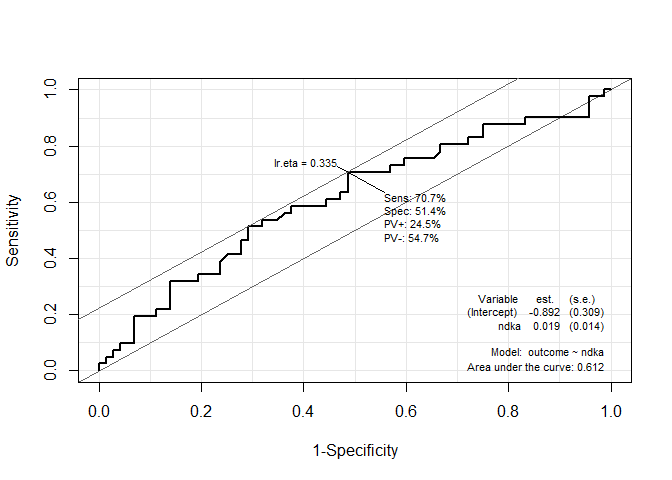 lr.eta = 0.335
Sens: 70.7%
Spec: 51.4%
PV+: 24.5%
PV-: 54.7%
Variable est. (s.e.)
(Intercept) -0.892 (0.309)
ndka 0.019 (0.014)
Model: outcome ~ ndka
Area under the curve: 0.612
Sensitivity
0.0 0.2 0.4 0.6 0.8 1.0
0.0 0.2 0.4 0.6 0.8 1.0
1-Specificity